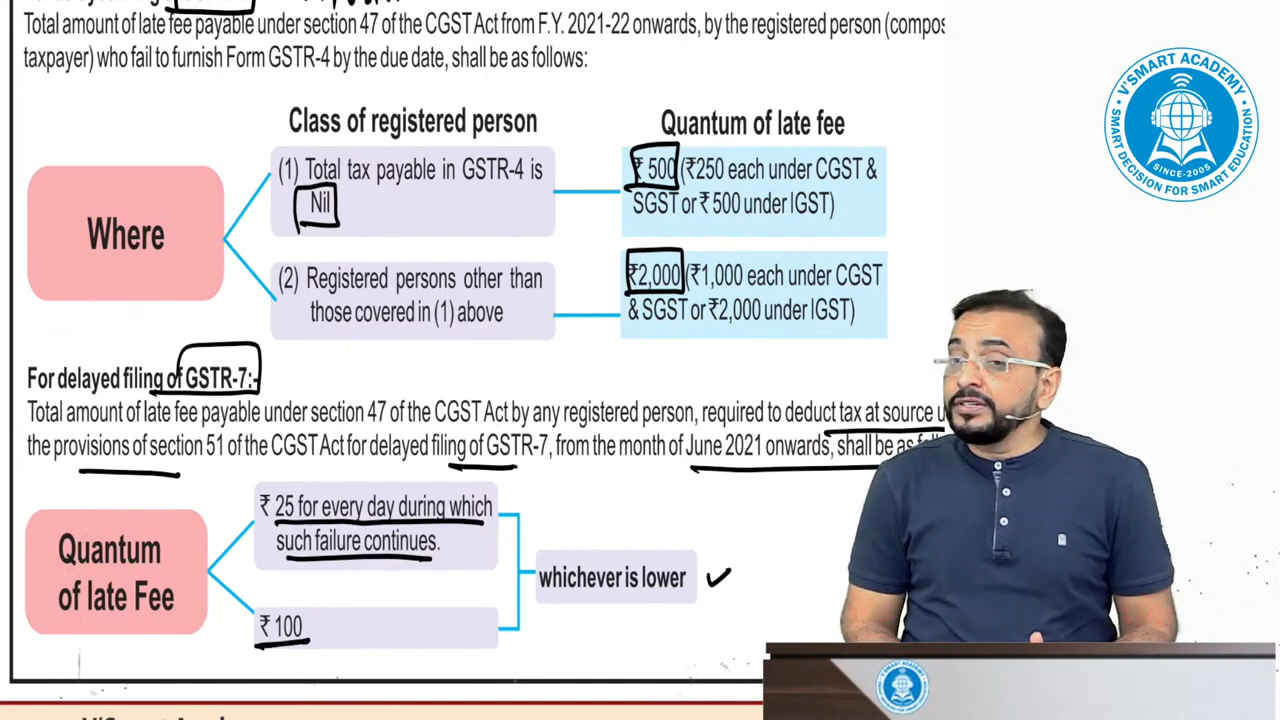 Total amount of late fee payable under section 47 of the CGST Act from F.Y. 2021-22 onwards, by the registered person
taxpayer) who fail to furnish Form GSTR-4 by the due date, shall be as follows:
Class of registered person
Quantum of late fee
Where
(1) Total tax payable in GSTR-4 is
Nil
₹ 500 (₹250 each under CGST &
SGST or ₹ 500 under IGST)
(2) Registered persons other than
those covered in (1) above
₹2,000 (₹1,000 each under CGST
& SGST or ₹2,000 under IGST)
For delayed filing of GSTR-7:-
Total amount of late fee payable under section 47 of the CGST Act by any registered person, required to deduct tax at source
the provisions of section 51 of the CGST Act for delayed filing of GSTR-7, from the month of June 2021 onwards, shall be as
Quantum
of late Fee
₹ 25 for every day during which
such failure continues.
₹ 100
whichever is lower
V'SMART ACADEMY
SINCE-2005
SMART DECISION FOR SMART EDUCATION